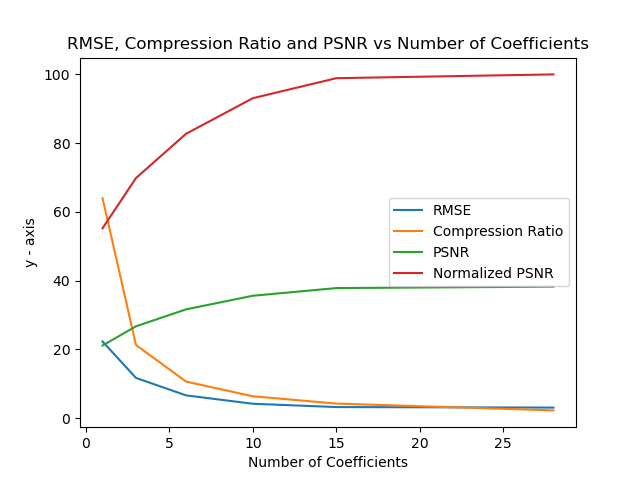 RMSE, Compression Ratio and PSNR vs Number of Coefficients
100
80
60
40
20
0
y - axis
RMSE
Compression Ratio
PSNR
Normalized PSNR
0
5
10
15
20
25
Number of Coefficients